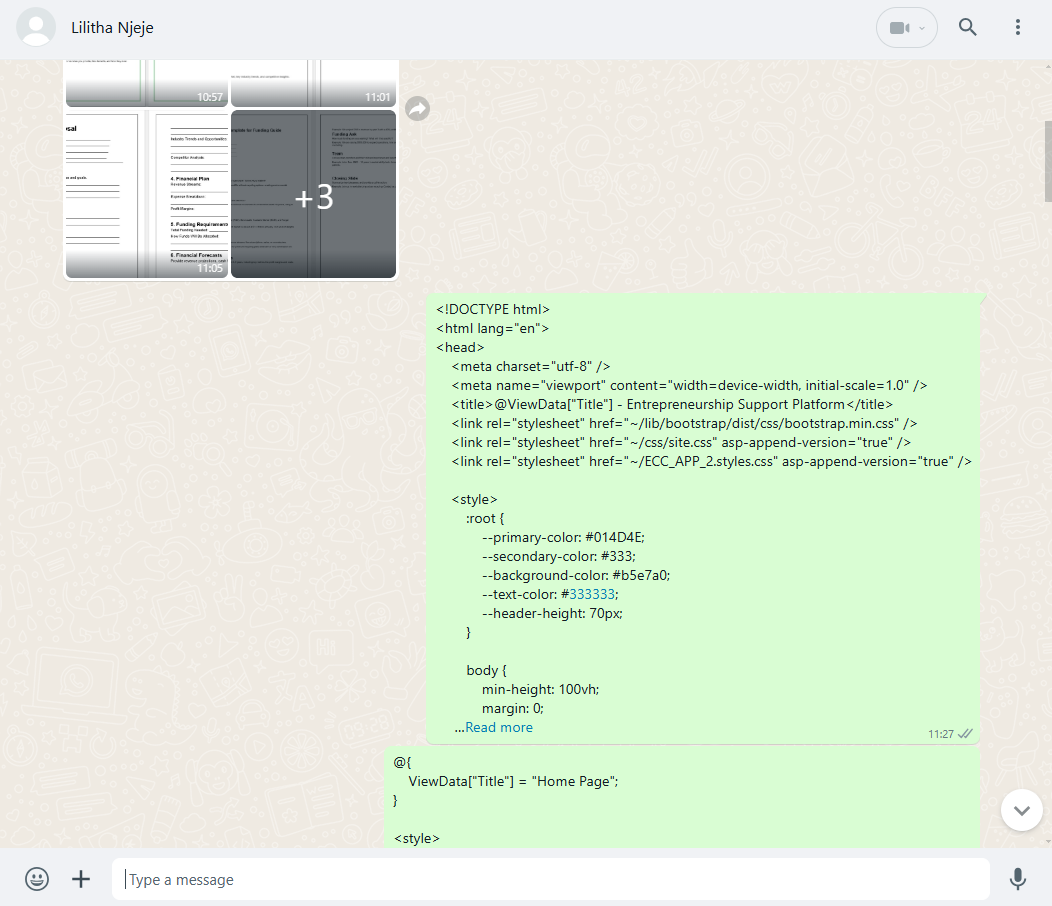 Lilitha Njeje
10:57
11:01
Industry Trends and Opportunities:
Competitor Analysis:
and goals.
4. Financial Plan
Revenue Streams:
Expense Breakdown:
Profit Margins:
5. Funding Requirements
Total Funding Needed:
How Funds Will Be Allocated:
6. Financial Forecasts
11:05
+3
<!DOCTYPE html>
<html lang="en">
<head>
<meta charset="utf-8" />
<meta name="viewport" content="width=device-width, initial-scale=1.0" />
<title>@ViewData["Title"] - Entrepreneurship Support Platform</title>
<link rel="stylesheet" href="~/lib/bootstrap/dist/css/bootstrap.min.css" />
<link rel="stylesheet" href="~/css/site.css" asp-append-version="true" />
<link rel="stylesheet" href="~/ECC_APP_2.styles.css" asp-append-version="true" />
<style>
:root {
--primary-color: #014D4E;
--secondary-color: #333;
--background-color: #b5e7a0;
--text-color: #333333;
--header-height: 70px;
}
body {
min-height: 100vh;
margin: 0;
...Read more
11:27
@{
ViewData["Title"] = "Home Page";
}
<style>
Type a message